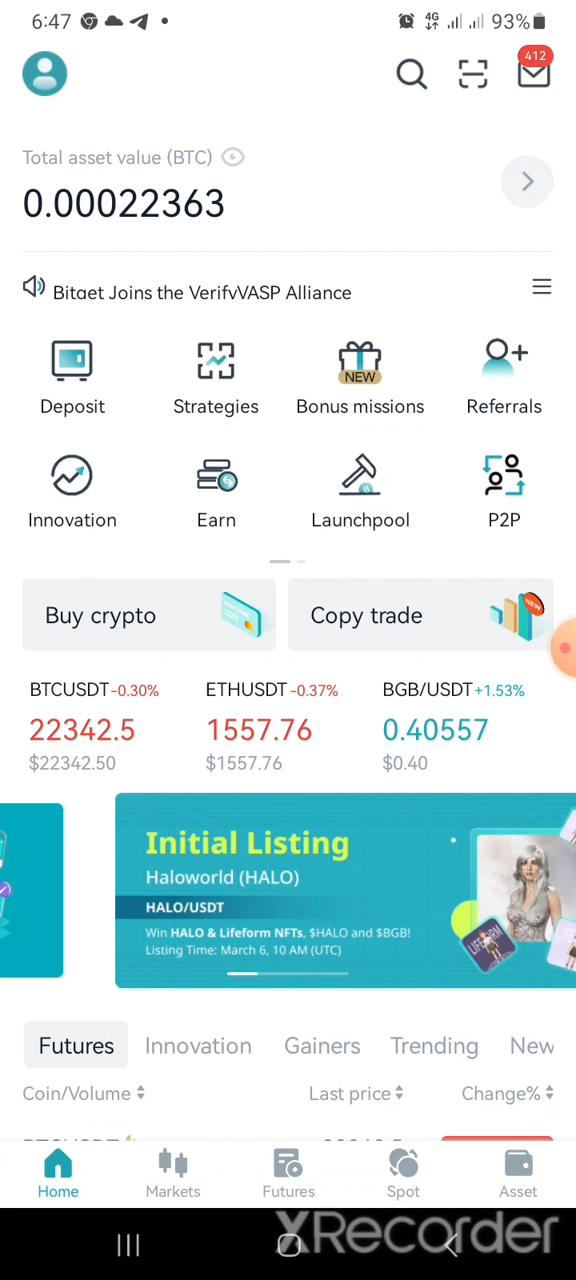 6:47
4G
93%
412
Total asset value (BTC)
0.00022363
Bitget Joins the VerifyVASP Alliance
NEW
Deposit
Strategies
Bonus missions
Referrals
Innovation
Earn
Launchpool
P2P
NEW
Buy crypto
Copy trade
BTCUSDT -0.30%
ETHUSDT -0.37%
BGB/USDT +1.53%
22342.5
1557.76
0.40557
$22342.50
$1557.76
$0.40
Initial Listing
Haloworld (HALO)
HALO/USDT
Win HALO & Lifeform NFTs, $HALO and $BGB!
Listing Time: March 6, 10 AM (UTC)
Futures
Innovation
Gainers
Trending
New
Coin/Volume
Last price
Change%
Home
Markets
Futures
Spot
Asset
XRecorder